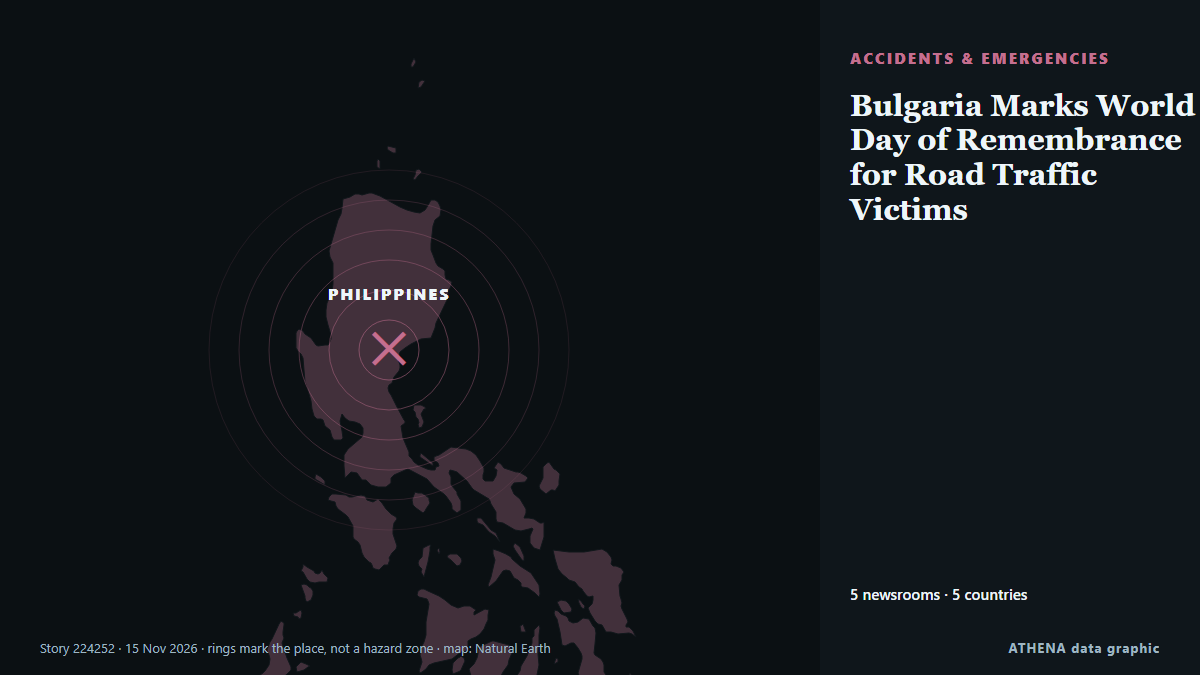 ACCIDENTS & EMERGENCIES
Bulgaria Marks World
Day of Remembrance
for Road Traffic
Victims
PHILIPPINES
5 newsrooms · 5 countries
Story 224252 · 15 Nov 2026 · rings mark the place, not a hazard zone · map: Natural Earth
ATHENA data graphic